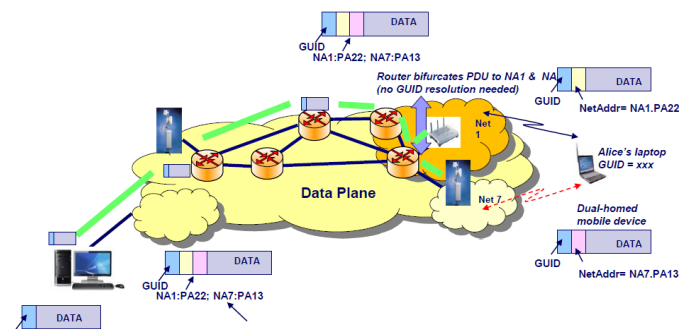 DATA
GUID
NA1:PA22; NA7:PA13
Router bifurcates PDU to NA1 & NA
(no GUID resolution needed)
DATA
GUID
NetAddr= NA1.PA22
Net
1
Alice's laptop
GUID = xxx
Data Plane
Net 7
Dual-homed
mobile device
DATA
GUID
NetAddr= NA7.PA13
DATA
GUID
NA1:PA22; NA7:PA13
DATA